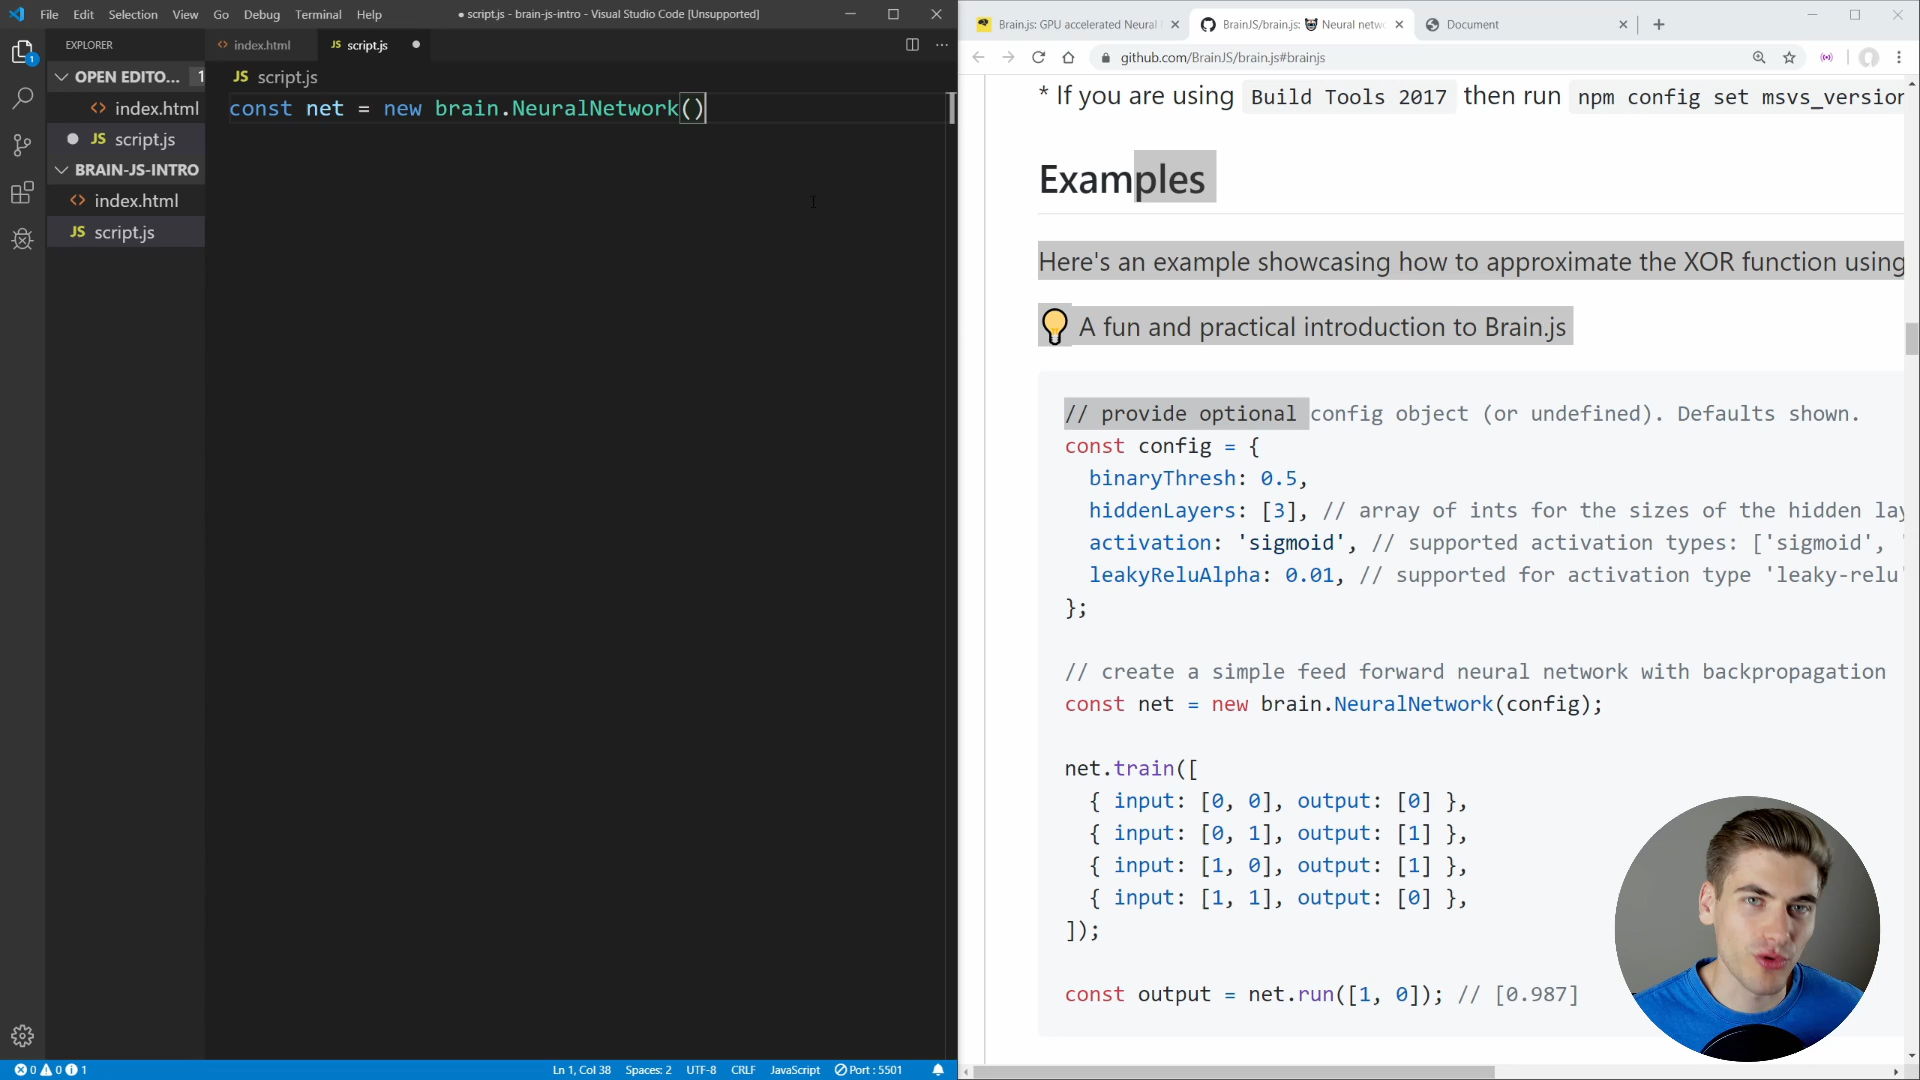 File Edit Selection View Go Debug Terminal Help
● script.js - brain-js-intro - Visual Studio Code [Unsupported]
EXPLORER
OPEN EDITO... 1
index.html
JS script.js
BRAIN-JS-INTRO
index.html
JS script.js
1
index.html
JS script.js
JS script.js
const net = new brain.NeuralNetwork()
0 0 1
Ln 1, Col 38 Spaces: 2 UTF-8 CRLF JavaScript Port : 5501
Brain.js: GPU accelerated Neural
BrainJS/brain.js: Neural netwo
Document
github.com/BrainJS/brain.js#brainjs
* If you are using Build Tools 2017 then run npm config set msvs_version
Examples
Here's an example showcasing how to approximate the XOR function using
A fun and practical introduction to Brain.js
// provide optional config object (or undefined). Defaults shown.
const config = {
binaryThresh: 0.5,
hiddenLayers: [3], // array of ints for the sizes of the hidden lay
activation: 'sigmoid', // supported activation types: ['sigmoid', '
leakyReluAlpha: 0.01, // supported for activation type 'leaky-relu'
};
// create a simple feed forward neural network with backpropagation
const net = new brain.NeuralNetwork(config);
net.train([
{ input: [0, 0], output: [0] },
{ input: [0, 1], output: [1] },
{ input: [1, 0], output: [1] },
{ input: [1, 1], output: [0] },
]);
const output = net.run([1, 0]); // [0.987]